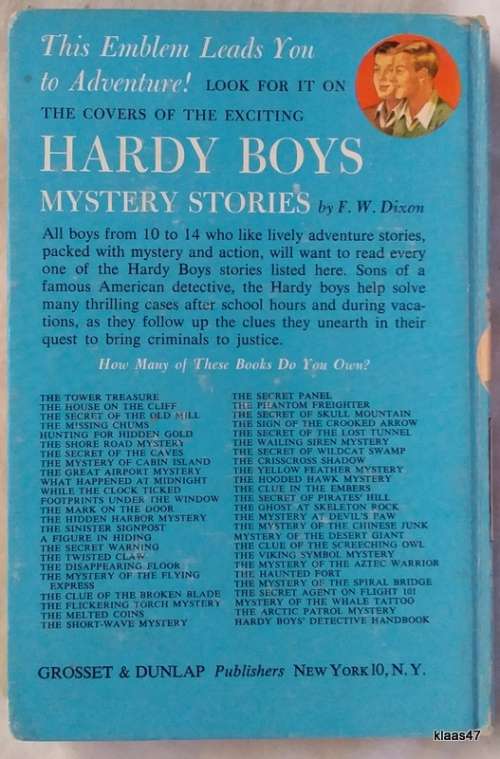 This Emblem Leads You
to Adventure! LOOK FOR IT ON
THE COVERS OF THE EXCITING
HARDY BOYS
MYSTERY STORIES by F. W. Dixon
All boys from 10 to 14 who like lively adventure stories,
packed with mystery and action, will want to read every
one of the Hardy Boys stories listed here. Sons of a
famous American detective, the Hardy boys help solve
many thrilling cases after school hours and during vaca-
tions, as they follow up the clues they unearth in their
quest to bring criminals to justice.
How Many of These Books Do You Own?
THE TOWER TREASURE
THE HOUSE ON THE CLIFF
THE SECRET OF THE OLD MILL
THE MISSING CHUMS
HUNTING FOR HIDDEN GOLD
THE SHORE ROAD MYSTERY
THE SECRET OF THE CAVES
THE MYSTERY OF CABIN ISLAND
THE GREAT AIRPORT MYSTERY
WHAT HAPPENED AT MIDNIGHT
WHILE THE CLOCK TICKED
FOOTPRINTS UNDER THE WINDOW
THE MARK ON THE DOOR
THE HIDDEN HARBOR MYSTERY
THE SINISTER SIGNPOST
A FIGURE IN HIDING
THE SECRET WARNING
THE TWISTED CLAW
THE DISAPPEARING FLOOR
THE MYSTERY OF THE FLYING
EXPRESS
THE CLUE OF THE BROKEN BLADE
THE FLICKERING TORCH MYSTERY
THE MELTED COINS
THE SHORT-WAVE MYSTERY
THE SECRET PANEL
THE PHANTOM FREIGHTER
THE SECRET OF SKULL MOUNTAIN
THE SIGN OF THE CROOKED ARROW
THE SECRET OF THE LOST TUNNEL
THE WAILING SIREN MYSTERY
THE SECRET OF WILDCAT SWAMP
THE CRISSCROSS SHADOW
THE YELLOW FEATHER MYSTERY
THE HOODED HAWK MYSTERY
THE CLUE IN THE EMBERS
THE SECRET OF PIRATES' HILL
THE GHOST AT SKELETON ROCK
THE MYSTERY AT DEVIL'S PAW
THE MYSTERY OF THE CHINESE JUNK
MYSTERY OF THE DESERT GIANT
THE CLUE OF THE SCREECHING OWL
THE VIKING SYMBOL MYSTERY
THE MYSTERY OF THE AZTEC WARRIOR
THE HAUNTED FORT
THE MYSTERY OF THE SPIRAL BRIDGE
THE SECRET AGENT ON FLIGHT 101
MYSTERY OF THE WHALE TATTOO
THE ARCTIC PATROL MYSTERY
HARDY BOYS' DETECTIVE HANDBOOK
GROSSET & DUNLAP Publishers NEW YORK 10, N. Y.
klaas47